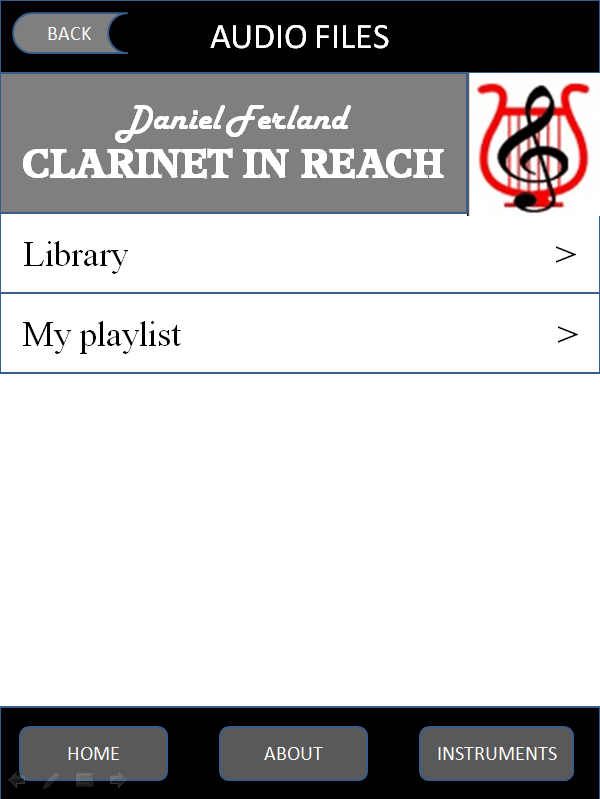 BACK
AUDIO FILES
Daniel Ferland
CLARINET IN REACH
Library >
My playlist >
HOME
ABOUT
INSTRUMENTS